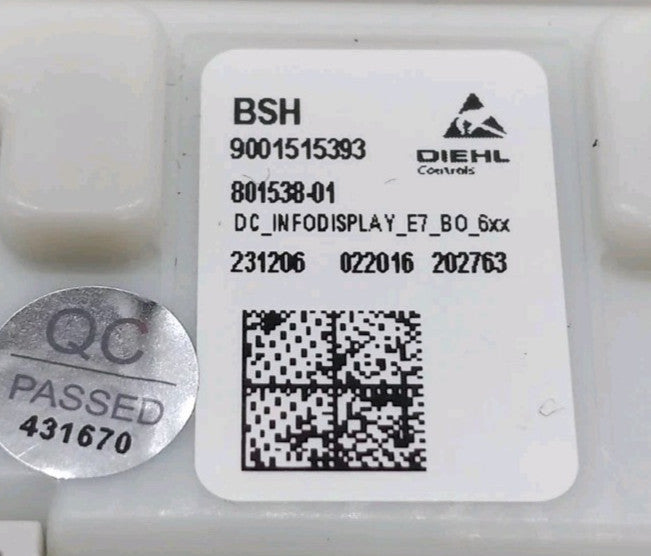 BSH
9001515393
DIEHL
Controls
801538-01
DC_INFODISPLAY_E7_BO_6xx
231206 022016 202763
QC
PASSED
431670